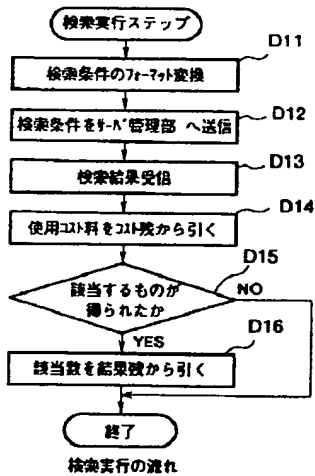 検索実行ステップ
D11
検索条件のフォーマット変換
D12
検索条件をサーバ管理部 へ送信
D13
検索結果受信
D14
使用コスト料をコスト残から引く
D15
該当するものが
得られたか
NO
YES
D16
該当数を結果残から引く
終了
検索実行の流れ